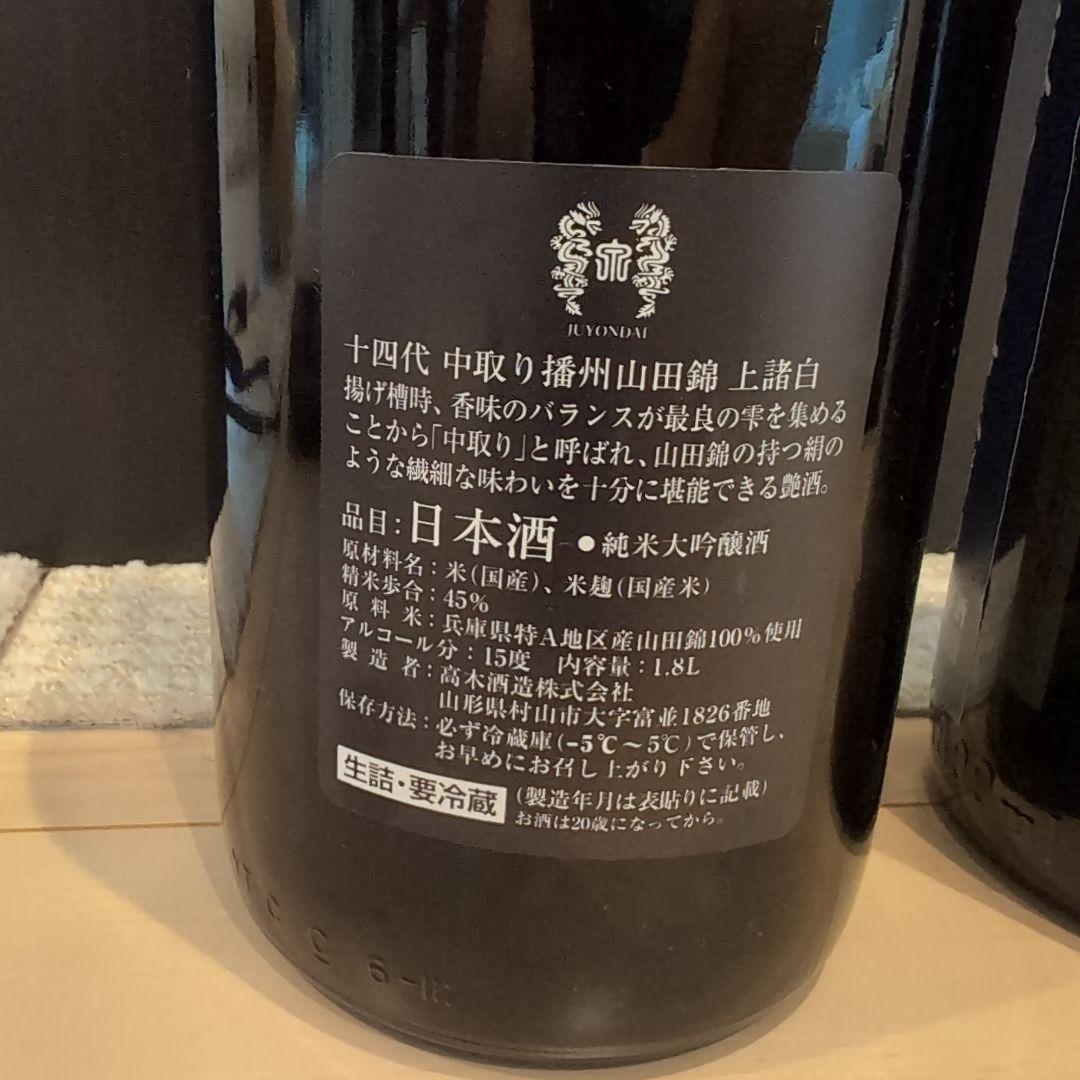 JUYONDAI
十四代 中取り播州山田錦 上諸白
揚げ槽時、香味のバランスが最良の雫を集める
ことから「中取り」と呼ばれ、山田錦の持つ絹の
ような繊細な味わいを十分に堪能できる艶酒。
品目:日本酒 ●純米大吟醸酒
原材料名:米(国産)、米麹(国産米)
精米歩合:45%
原料米:兵庫県特A地区産山田錦100%使用
アルコール分:15度 内容量:1.8L
製造者:高木酒造株式会社
山形県村山市大字富並1826番地
保存方法:必ず冷蔵庫(-5℃～5℃)で保管し、
お早めにお召し上がり下さい。
生詰・要冷蔵 (製造年月は表貼りに記載)
お酒は20歳になってから。